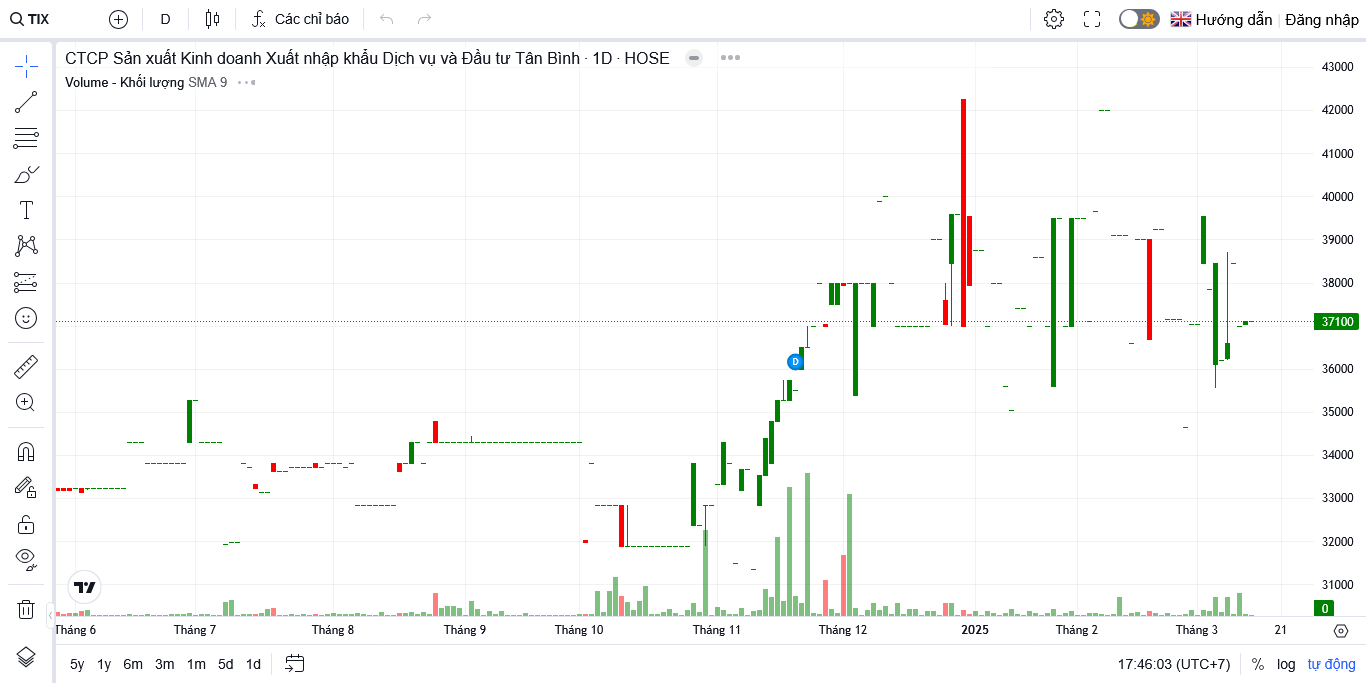 TIX D Các chỉ báo Hướng dẫn Đăng nhập
CTCP Sản xuất Kinh doanh Xuất nhập khẩu Dịch vụ và Đầu tư Tân Bình · 1D · HOSE
Volume - Khối lượng SMA 9
43000
42000
41000
40000
39000
38000
37100
36000
35000
34000
33000
32000
31000
0
D
Tháng 6 Tháng 7 Tháng 8 Tháng 9 Tháng 10 Tháng 11 Tháng 12 2025 Tháng 2 Tháng 3 21
5y 1y 6m 3m 1m 5d 1d 17:46:03 (UTC+7) % log tự động